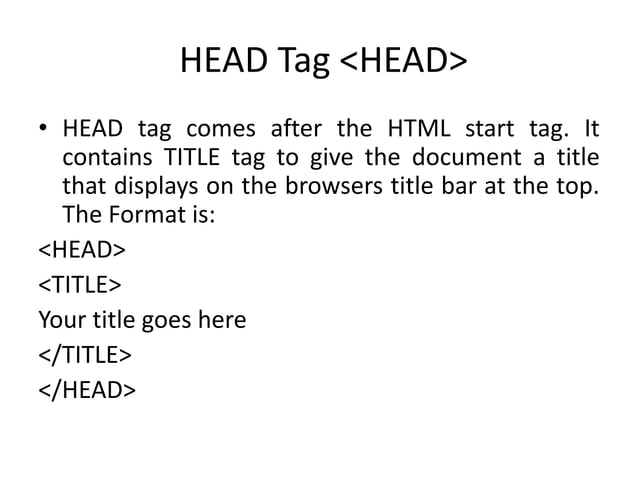 HEAD Tag <HEAD>
• HEAD tag comes after the HTML start tag. It
contains TITLE tag to give the document a title
that displays on the browsers title bar at the top.
The Format is:
<HEAD>
<TITLE>
Your title goes here
</TITLE>
</HEAD>